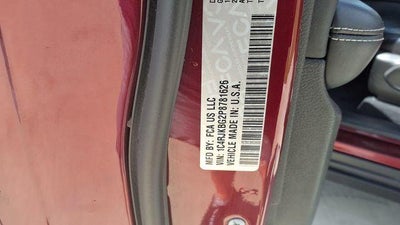 MFD BY: FCA US LLC
VIN: 1C4RJKBG2P8781626
VEHICLE MADE IN: U.S.A.